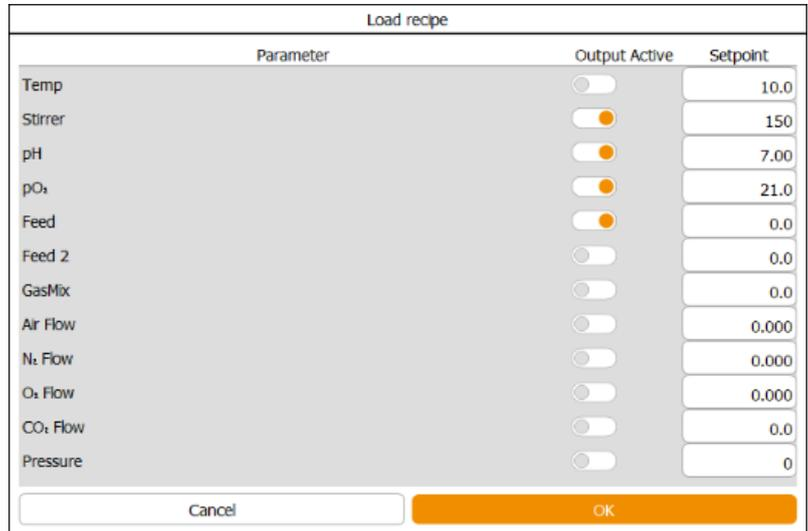 Load recipe
Parameter Output Active Setpoint
Temp 10.0
Stirrer 150
pH 7.00
pO₂ 21.0
Feed 0.0
Feed 2 0.0
GasMix 0.0
Air Flow 0.000
N₂ Flow 0.000
O₂ Flow 0.000
CO₂ Flow 0.0
Pressure 0
Cancel OK